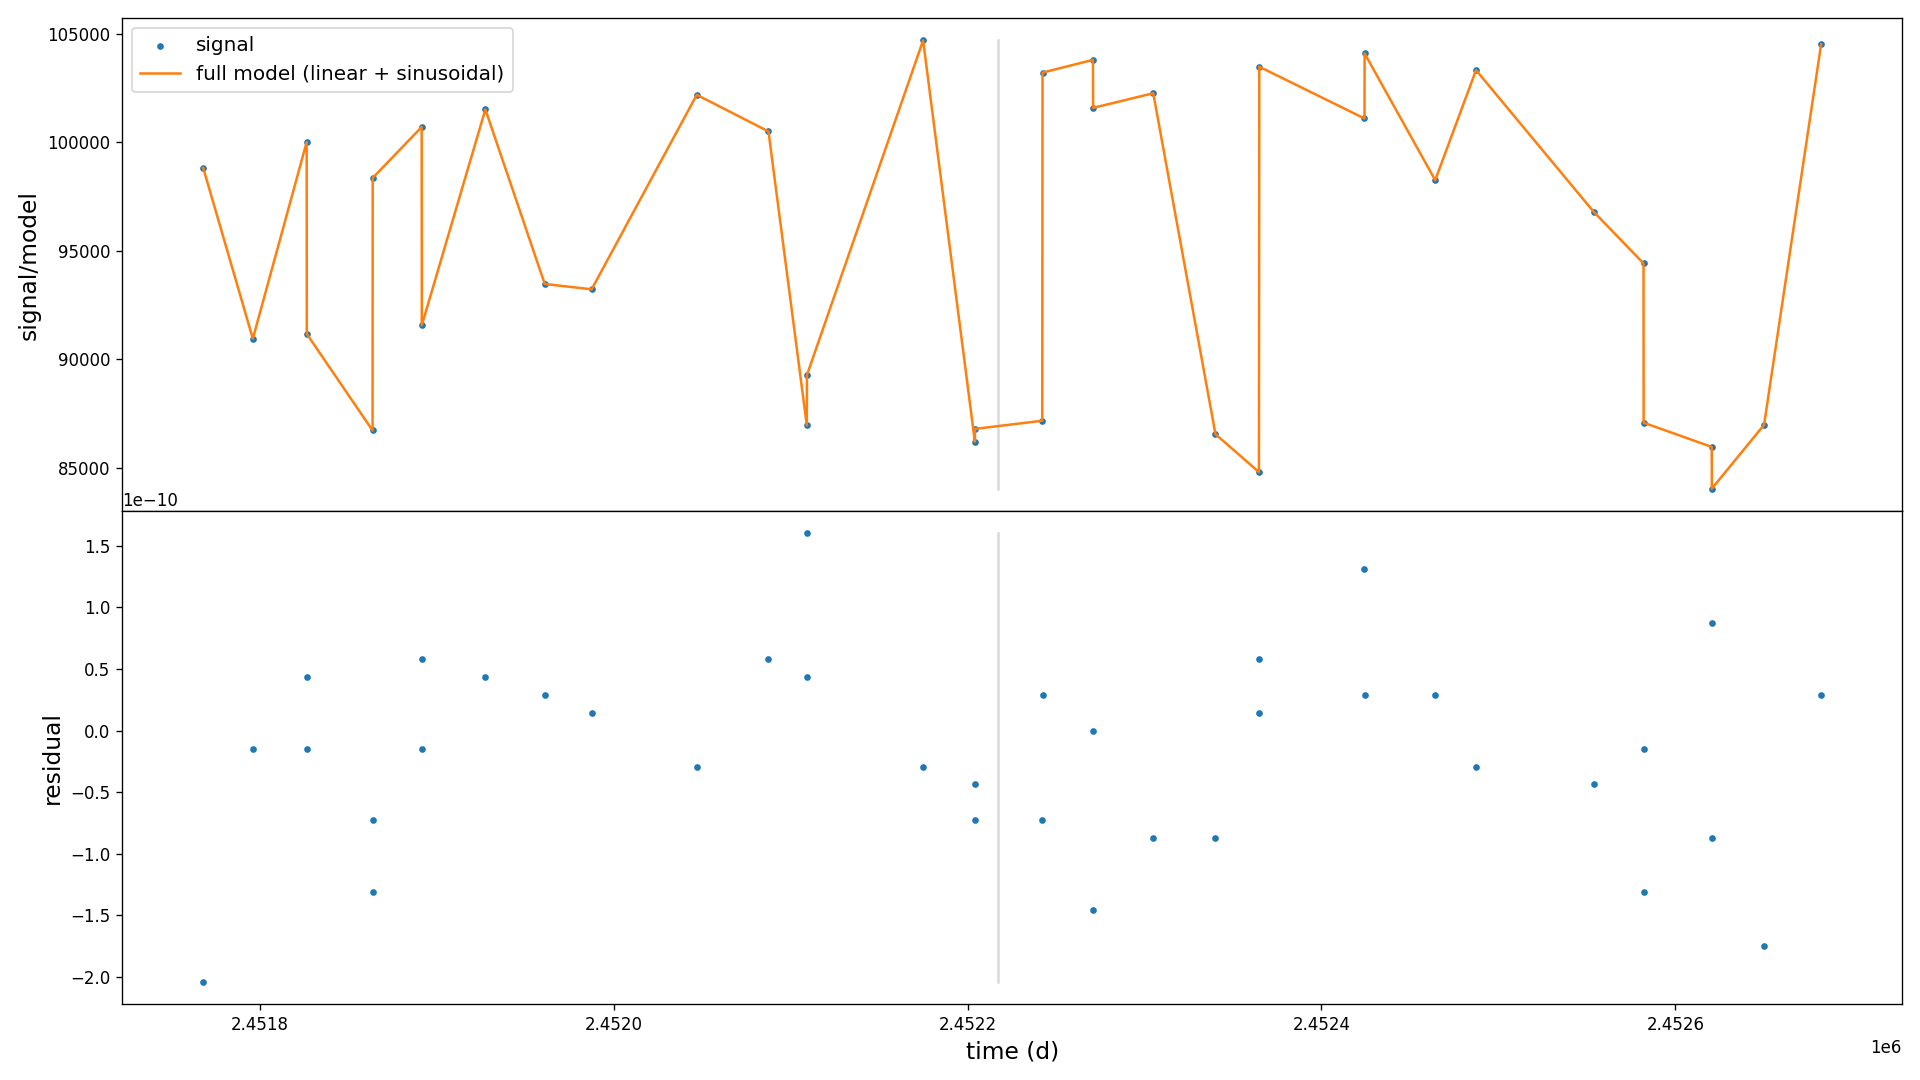 signal
full model (linear + sinusoidal)
105000
100000
95000
90000
85000
signal/model
1e−10
1.5
1.0
0.5
0.0
−0.5
−1.0
−1.5
−2.0
residual
2.4518
2.4520
2.4522
2.4524
2.4526
1e6
time (d)